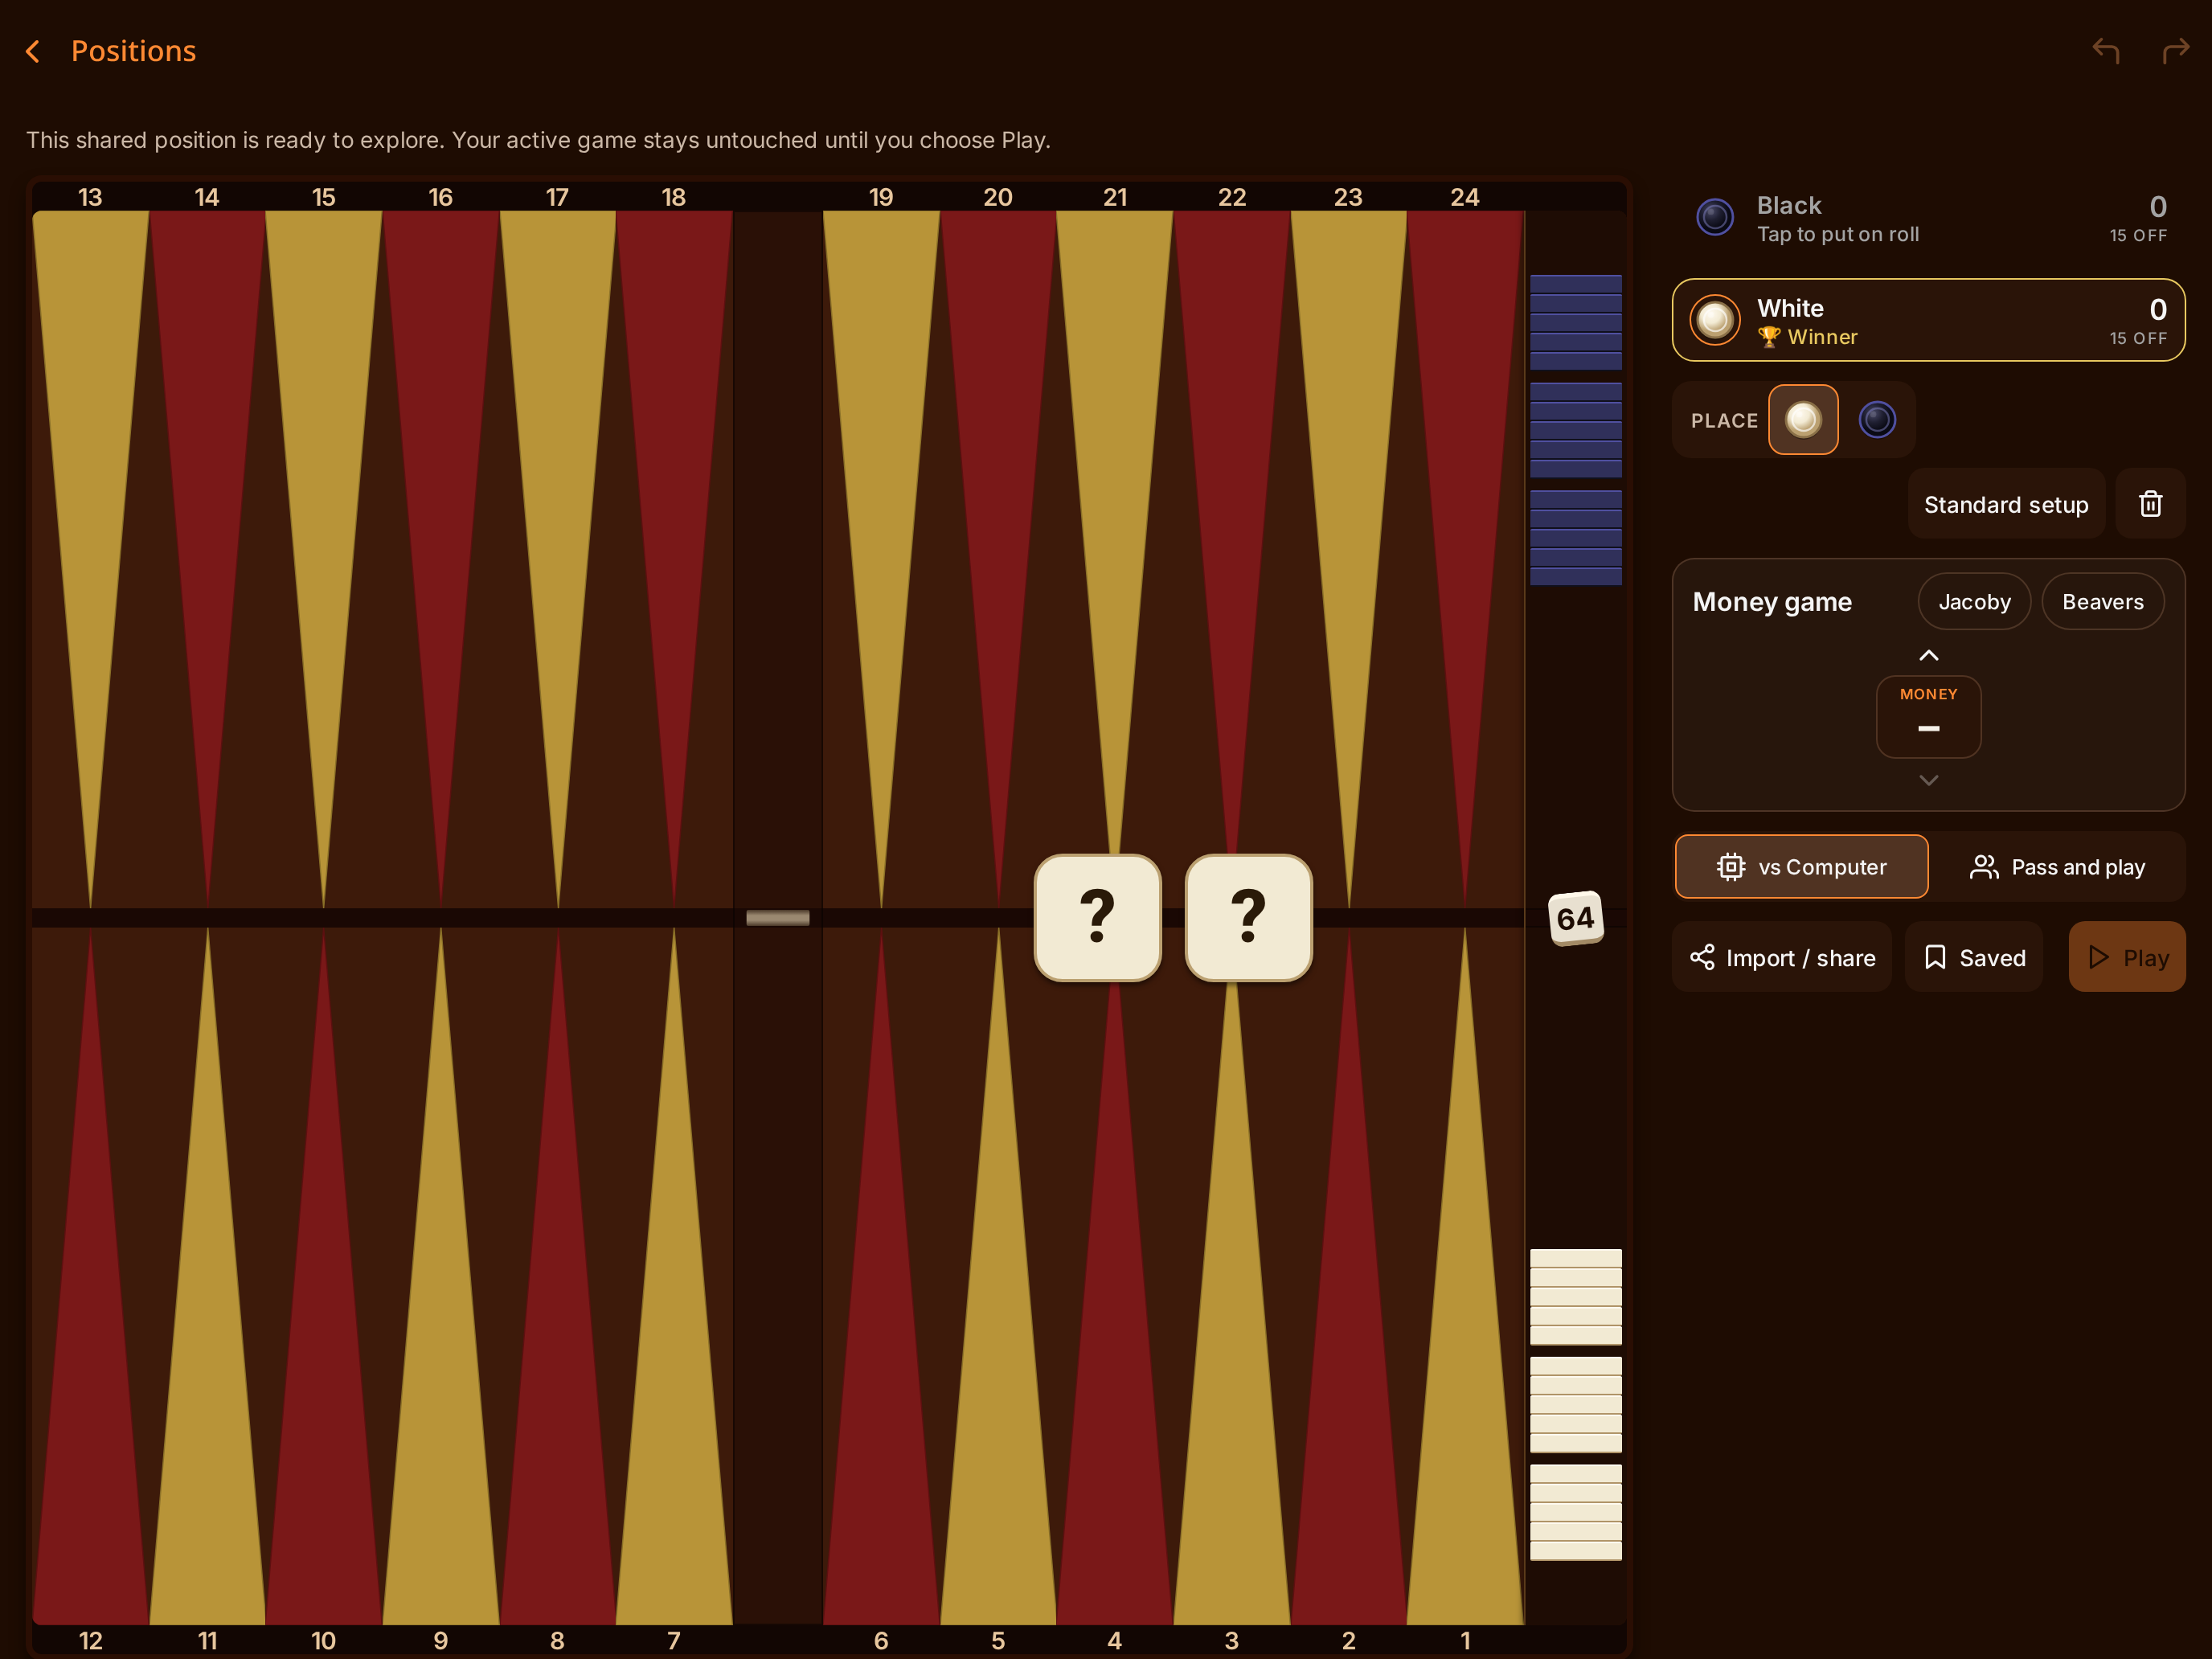 Positions
This shared position is ready to explore. Your active game stays untouched until you choose Play.
13 14 15 16 17 18 19 20 21 22 23 24
Black 0
Tap to put on roll 15 OFF
White 0
🏆 Winner 15 OFF
PLACE
Standard setup
Money game Jacoby Beavers
MONEY
–
vs Computer Pass and play
? ? 64
Import / share Saved Play
12 11 10 9 8 7 6 5 4 3 2 1